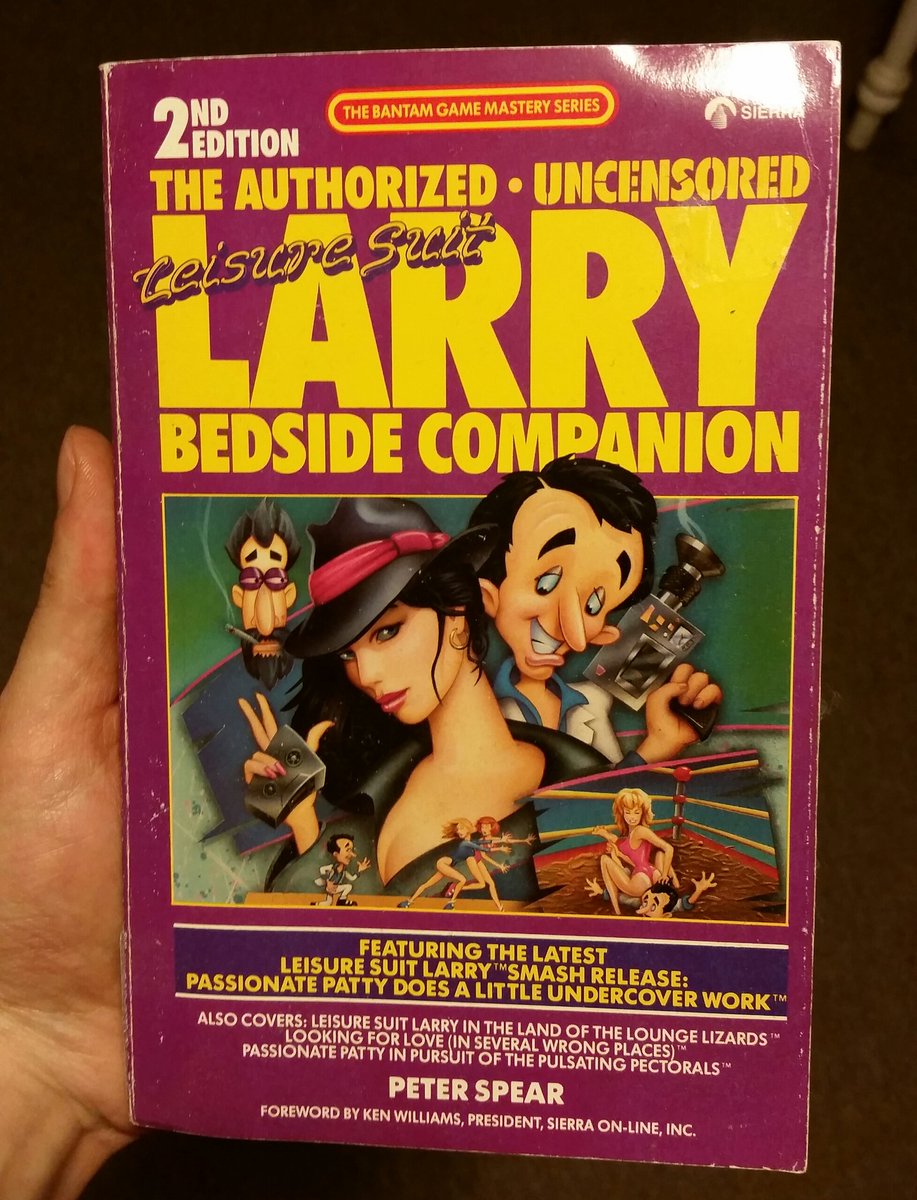 2ND EDITION
THE BANTAM GAME MASTERY SERIES
SIERRA
THE AUTHORIZED • UNCENSORED
Leisure Suit
LARRY
BEDSIDE COMPANION
FEATURING THE LATEST
LEISURE SUIT LARRY™ SMASH RELEASE:
PASSIONATE PATTY DOES A LITTLE UNDERCOVER WORK™
ALSO COVERS: LEISURE SUIT LARRY IN THE LAND OF THE LOUNGE LIZARDS™
LOOKING FOR LOVE (IN SEVERAL WRONG PLACES)™
PASSIONATE PATTY IN PURSUIT OF THE PULSATING PECTORALS™
PETER SPEAR
FOREWORD BY KEN WILLIAMS, PRESIDENT, SIERRA ON-LINE, INC.